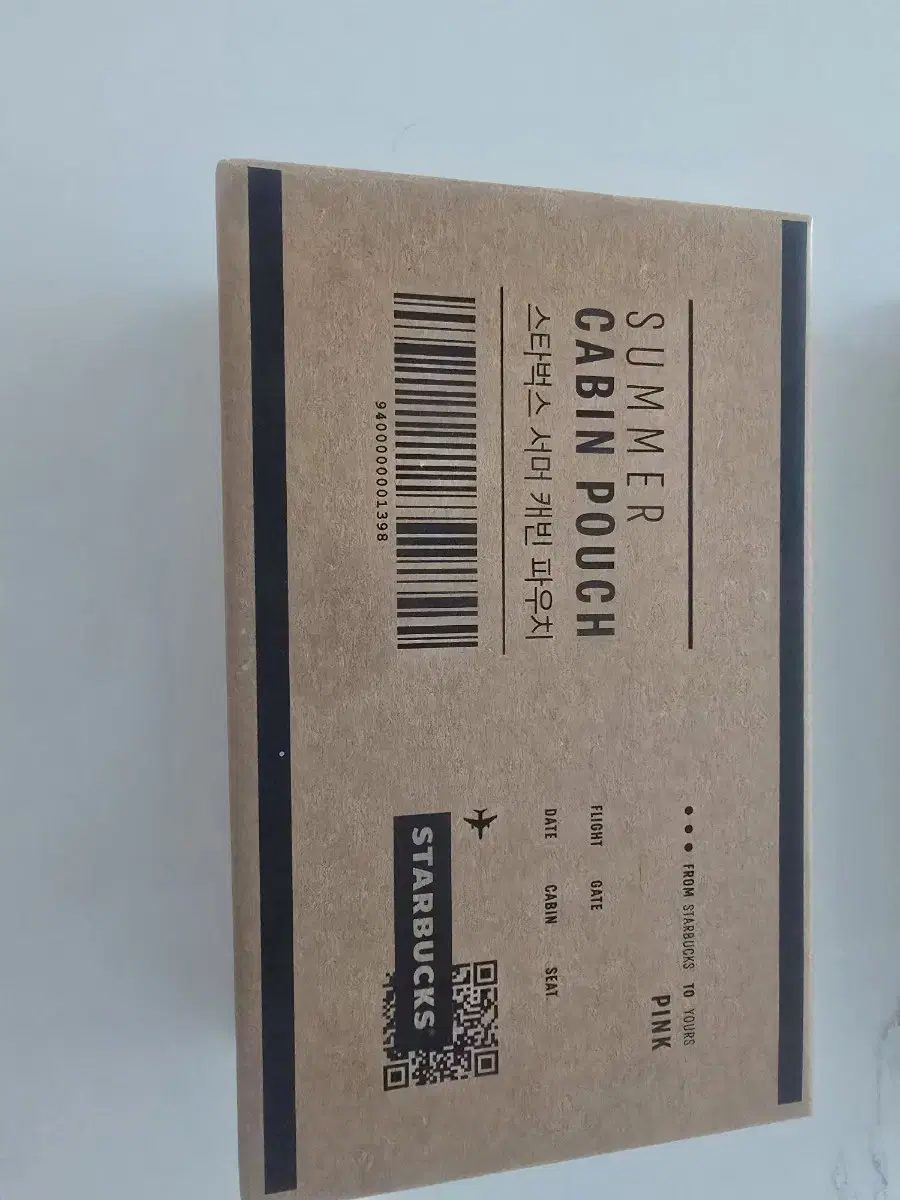 SUMMER
CABIN POUCH
스타벅스 서머 캐빈 파우치
9400000001398
••• FROM STARBUCKS TO YOURS
PINK
FLIGHT GATE
DATE CABIN SEAT
STARBUCKS